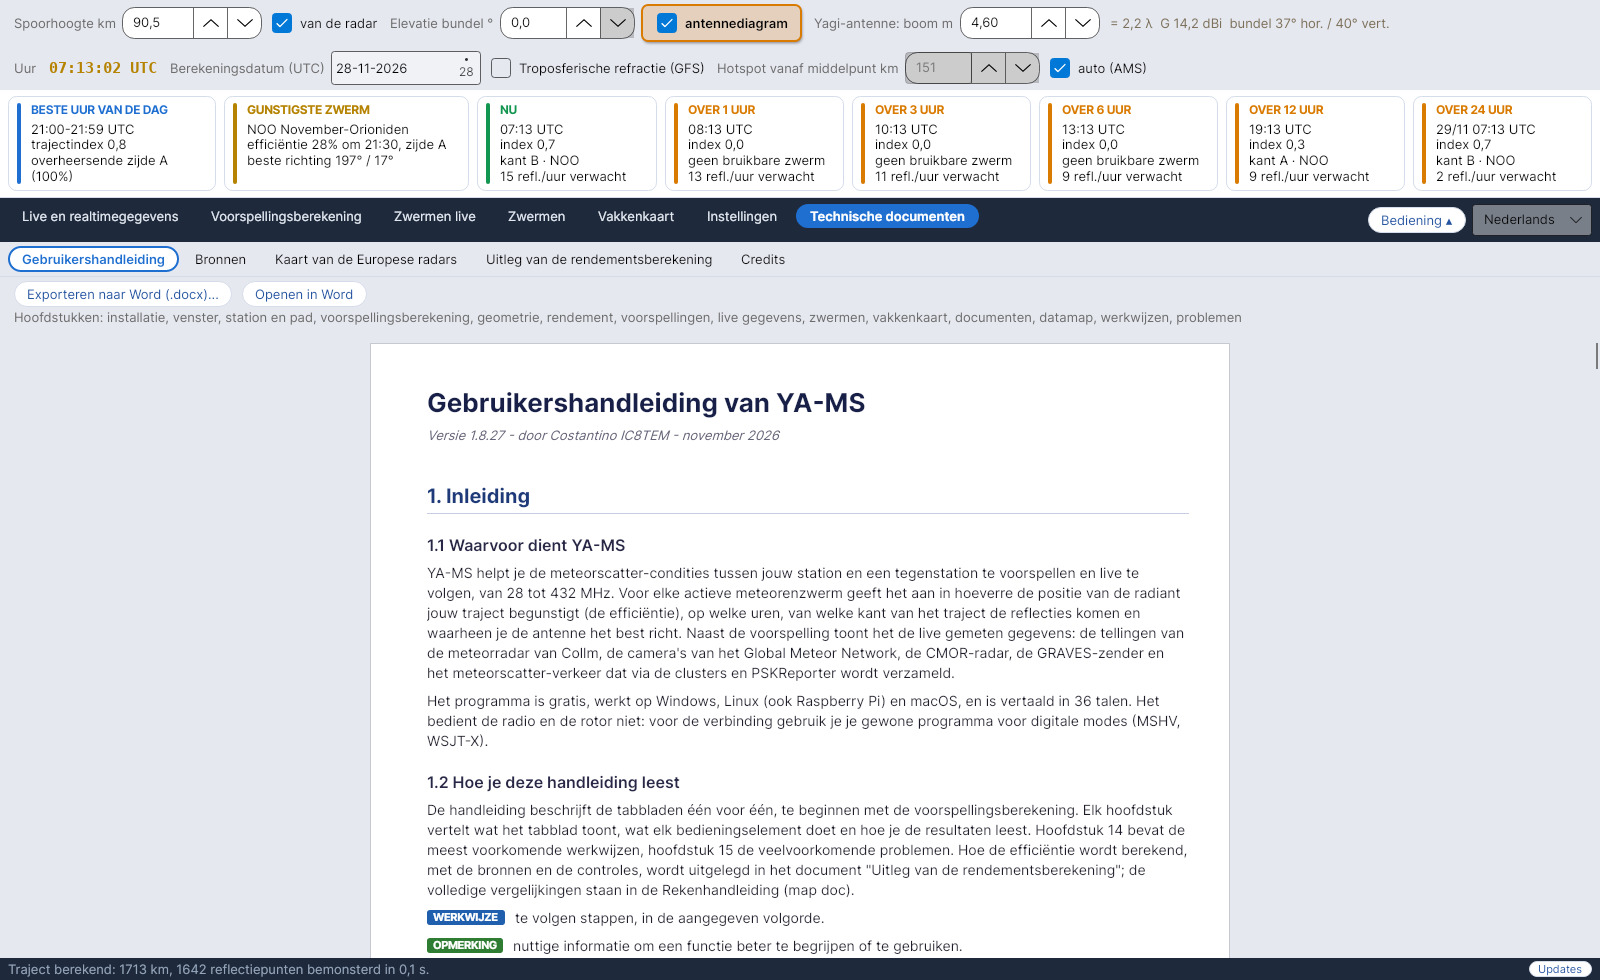 Spoorhoogte km 90,5 van de radar Elevatie bundel ° 0,0 antennediagram Yagi-antenne: boom m 4,60 = 2,2 λ G 14,2 dBi bundel 37° hor. / 40° vert.
Uur 07:13:02 UTC Berekeningsdatum (UTC) 28-11-2026 28 Troposferische refractie (GFS) Hotspot vanaf middelpunt km 151 auto (AMS)
BESTE UUR VAN DE DAG
21:00-21:59 UTC
trajectindex 0,8
overheersende zijde A
(100%)
GUNSTIGSTE ZWERM
NOO November-Orioniden
efficiëntie 28% om 21:30, zijde A
beste richting 197° / 17°
NU
07:13 UTC
index 0,7
kant B · NOO
15 refl./uur verwacht
OVER 1 UUR
08:13 UTC
index 0,0
geen bruikbare zwerm
13 refl./uur verwacht
OVER 3 UUR
10:13 UTC
index 0,0
geen bruikbare zwerm
11 refl./uur verwacht
OVER 6 UUR
13:13 UTC
index 0,0
geen bruikbare zwerm
9 refl./uur verwacht
OVER 12 UUR
19:13 UTC
index 0,3
kant A · NOO
9 refl./uur verwacht
OVER 24 UUR
29/11 07:13 UTC
index 0,7
kant B · NOO
2 refl./uur verwacht
Live en realtimegegevens Voorspellingsberekening Zwermen live Zwermen Vakkenkaart Instellingen Technische documenten Bediening ▴ Nederlands
Gebruikershandleiding Bronnen Kaart van de Europese radars Uitleg van de rendementsberekening Credits
Exporteren naar Word (.docx)... Openen in Word
Hoofdstukken: installatie, venster, station en pad, voorspellingsberekening, geometrie, rendement, voorspellingen, live gegevens, zwermen, vakkenkaart, documenten, datamap, werkwijzen, problemen
Gebruikershandleiding van YA-MS
Versie 1.8.27 - door Costantino IC8TEM - november 2026
1. Inleiding
1.1 Waarvoor dient YA-MS
YA-MS helpt je de meteorscatter-condities tussen jouw station en een tegenstation te voorspellen en live te
volgen, van 28 tot 432 MHz. Voor elke actieve meteorenzwerm geeft het aan in hoeverre de positie van de radiant
jouw traject begunstigt (de efficiëntie), op welke uren, van welke kant van het traject de reflecties komen en
waarheen je de antenne het best richt. Naast de voorspelling toont het de live gemeten gegevens: de tellingen van
de meteorradar van Collm, de camera's van het Global Meteor Network, de CMOR-radar, de GRAVES-zender en
het meteorscatter-verkeer dat via de clusters en PSKReporter wordt verzameld.
Het programma is gratis, werkt op Windows, Linux (ook Raspberry Pi) en macOS, en is vertaald in 36 talen. Het
bedient de radio en de rotor niet: voor de verbinding gebruik je je gewone programma voor digitale modes (MSHV,
WSJT-X).
1.2 Hoe je deze handleiding leest
De handleiding beschrijft de tabbladen één voor één, te beginnen met de voorspellingsberekening. Elk hoofdstuk
vertelt wat het tabblad toont, wat elk bedieningselement doet en hoe je de resultaten leest. Hoofdstuk 14 bevat de
meest voorkomende werkwijzen, hoofdstuk 15 de veelvoorkomende problemen. Hoe de efficiëntie wordt berekend,
met de bronnen en de controles, wordt uitgelegd in het document "Uitleg van de rendementsberekening"; de
volledige vergelijkingen staan in de Rekenhandleiding (map doc).
WERKWIJZE te volgen stappen, in de aangegeven volgorde.
OPMERKING nuttige informatie om een functie beter te begrijpen of te gebruiken.
Traject berekend: 1713 km, 1642 reflectiepunten bemonsterd in 0,1 s. Updates